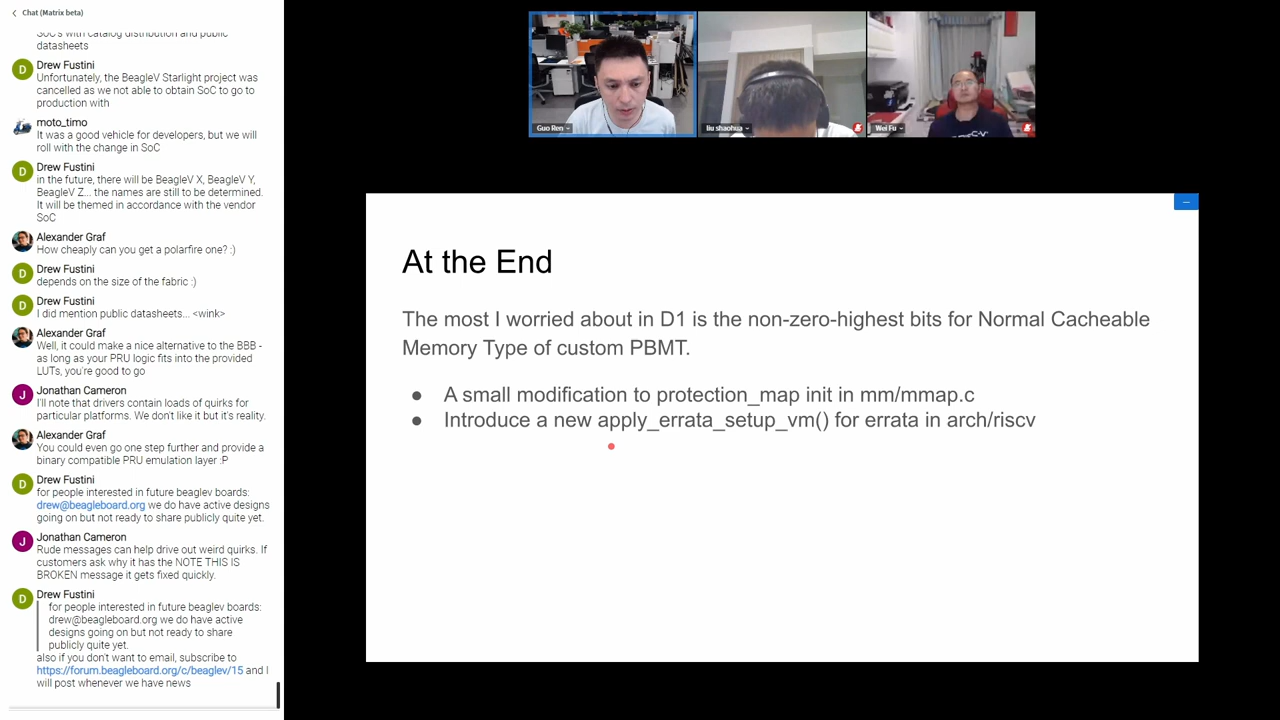 Chat (Matrix beta)
SoC's with catalog distribution and public
datasheets
D
Drew Fustini
Unfortunately, the BeagleV Starlight project was
cancelled as we not able to obtain SoC to go to
production with
moto_timo
It was a good vehicle for developers, but we will
roll with the change in SoC
D
Drew Fustini
in the future, there will be BeagleV X, BeagleV Y,
BeagleV Z... the names are still to be determined.
It will be themed in accordance with the vendor
SoC
Alexander Graf
How cheaply can you get a polarfire one? :)
D
Drew Fustini
depends on the size of the fabric :)
D
Drew Fustini
I did mention public datasheets... <wink>
Alexander Graf
Well, it could make a nice alternative to the BBB -
as long as your PRU logic fits into the provided
LUTs, you're good to go
J
Jonathan Cameron
I'll note that drivers contain loads of quirks for
particular platforms. We don't like it but it's reality.
Alexander Graf
You could even go one step further and provide a
binary compatible PRU emulation layer :P
D
Drew Fustini
for people interested in future beaglev boards:
drew@beagleboard.org we do have active designs
going on but not ready to share publicly quite yet.
J
Jonathan Cameron
Rude messages can help drive out weird quirks. If
customers ask why it has the NOTE THIS IS
BROKEN message it gets fixed quickly.
D
Drew Fustini
for people interested in future beaglev boards:
drew@beagleboard.org we do have active
designs going on but not ready to share
publicly quite yet.
also if you don't want to email, subscribe to
https://forum.beagleboard.org/c/beaglev/15 and I
will post whenever we have news
Guo Ren
liu shaohua
Wei Fu
At the End
The most I worried about in D1 is the non-zero-highest bits for Normal Cacheable
Memory Type of custom PBMT.
● A small modification to protection_map init in mm/mmap.c
● Introduce a new apply_errata_setup_vm() for errata in arch/riscv